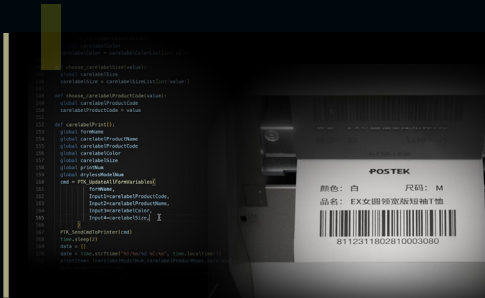 def choose_carelabelSize(value):
global carelabelSize
carelabelSize = carelabelSizeList[int(value)]
def choose_carelabelProductCode(value):
global carelabelProductCode
carelabelProductCode = value
def carelabelPrint():
global formName
global carelabelProductName
global carelabelProductCode
global carelabelColor
global carelabelSize
global printNum
global drylessModelNum
cmd = PTK_UpdateAllFormVariables(
formName,
Input1=carelabelProductCode,
Input2=carelabelProductName,
Input3=carelabelColor,
Input4=carelabelSize,
)
PTK_SendCmdToPrinter(cmd)
time.sleep(2)
data = []
POSTEK
颜色: 白 尺码: M
品名: EX女圆领宽版短袖T恤
8112311802810003080